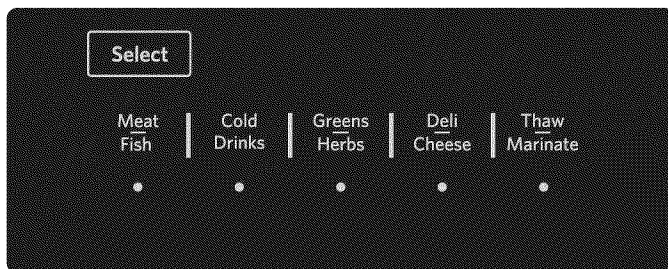 Select
Meat
Fish
Cold
Drinks
Greens
Herbs
Deli
Cheese
Thaw
Marinate